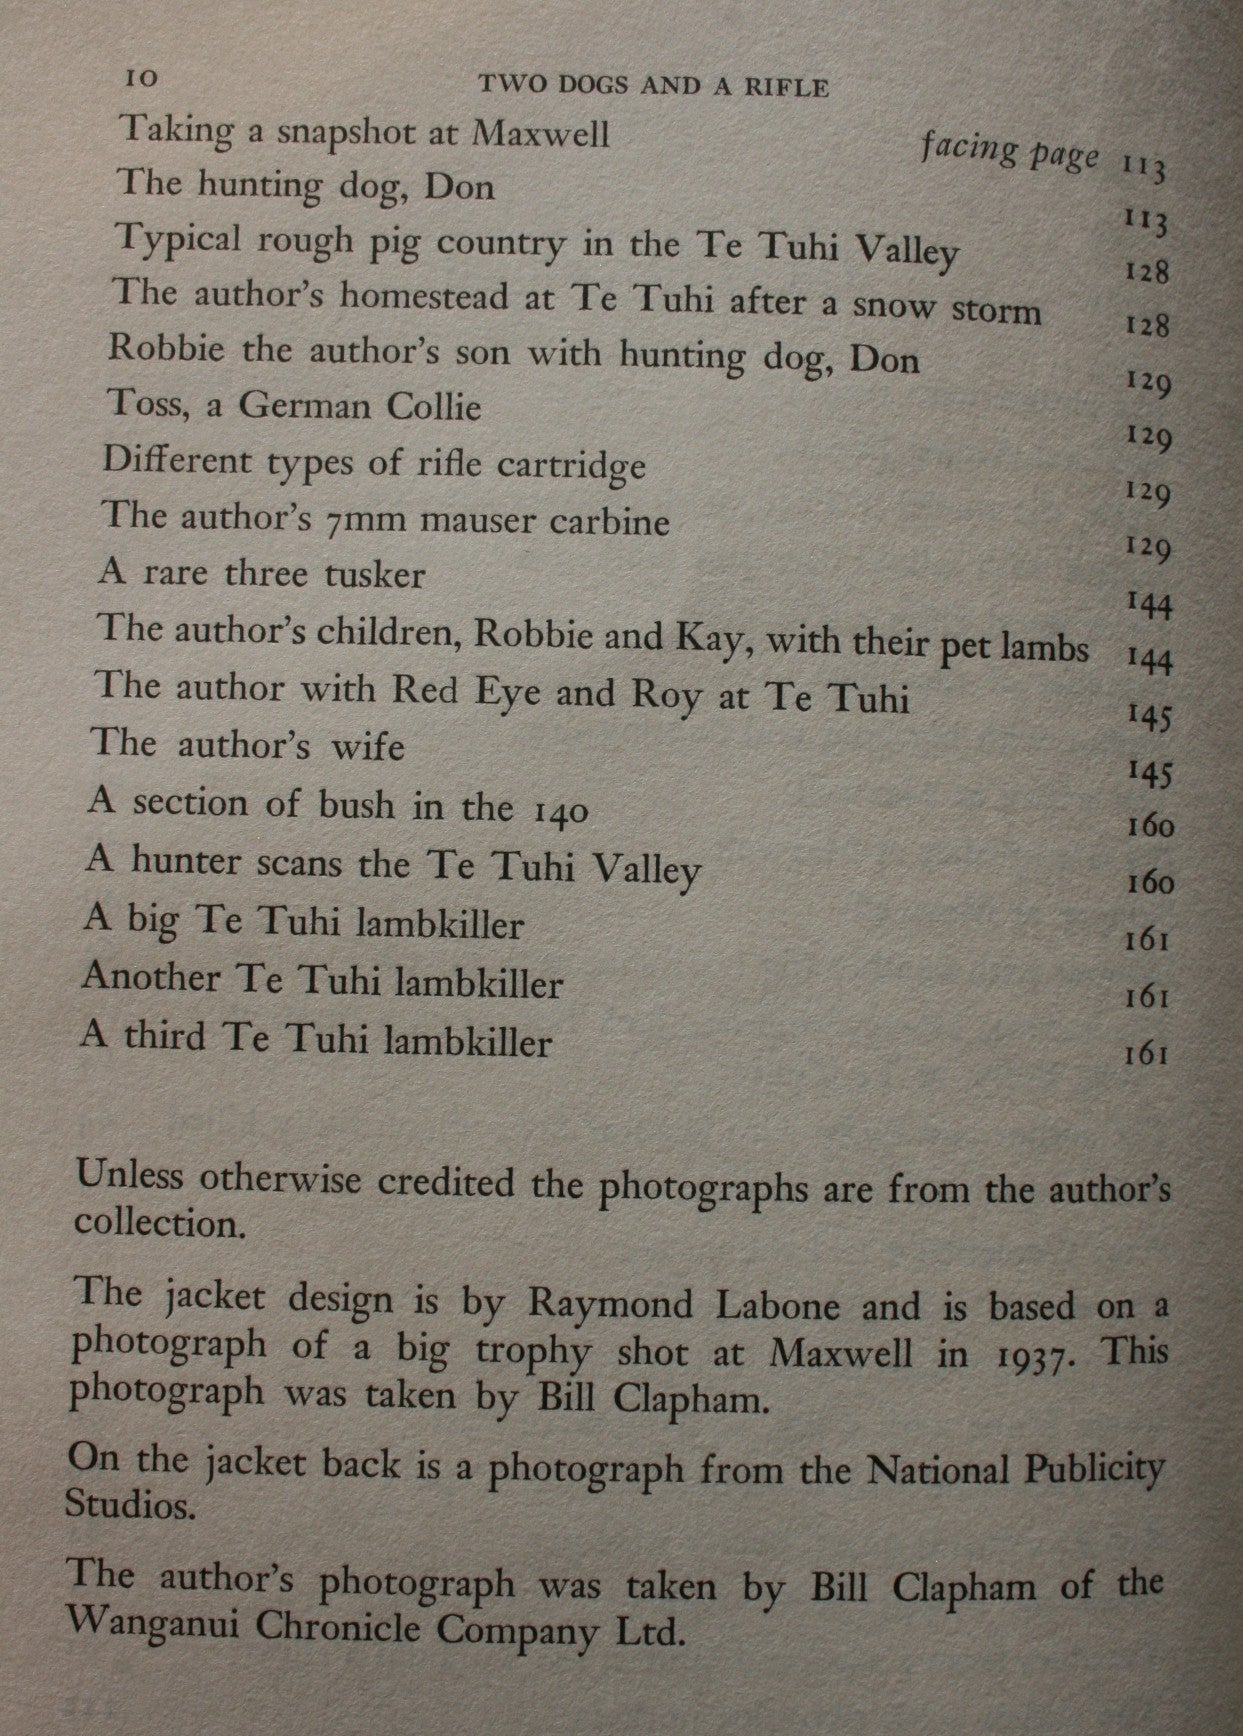 10 TWO DOGS AND A RIFLE
Taking a snapshot at Maxwell facing page 113
The hunting dog, Don 113
Typical rough pig country in the Te Tuhi Valley 128
The author's homestead at Te Tuhi after a snow storm 128
Robbie the author's son with hunting dog, Don 129
Toss, a German Collie 129
Different types of rifle cartridge 129
The author's 7mm mauser carbine 129
A rare three tusker 144
The author's children, Robbie and Kay, with their pet lambs 144
The author with Red Eye and Roy at Te Tuhi 145
The author's wife 145
A section of bush in the 140 160
A hunter scans the Te Tuhi Valley 160
A big Te Tuhi lambkiller 161
Another Te Tuhi lambkiller 161
A third Te Tuhi lambkiller 161
Unless otherwise credited the photographs are from the author's
collection.
The jacket design is by Raymond Labone and is based on a
photograph of a big trophy shot at Maxwell in 1937. This
photograph was taken by Bill Clapham.
On the jacket back is a photograph from the National Publicity
Studios.
The author's photograph was taken by Bill Clapham of the
Wanganui Chronicle Company Ltd.